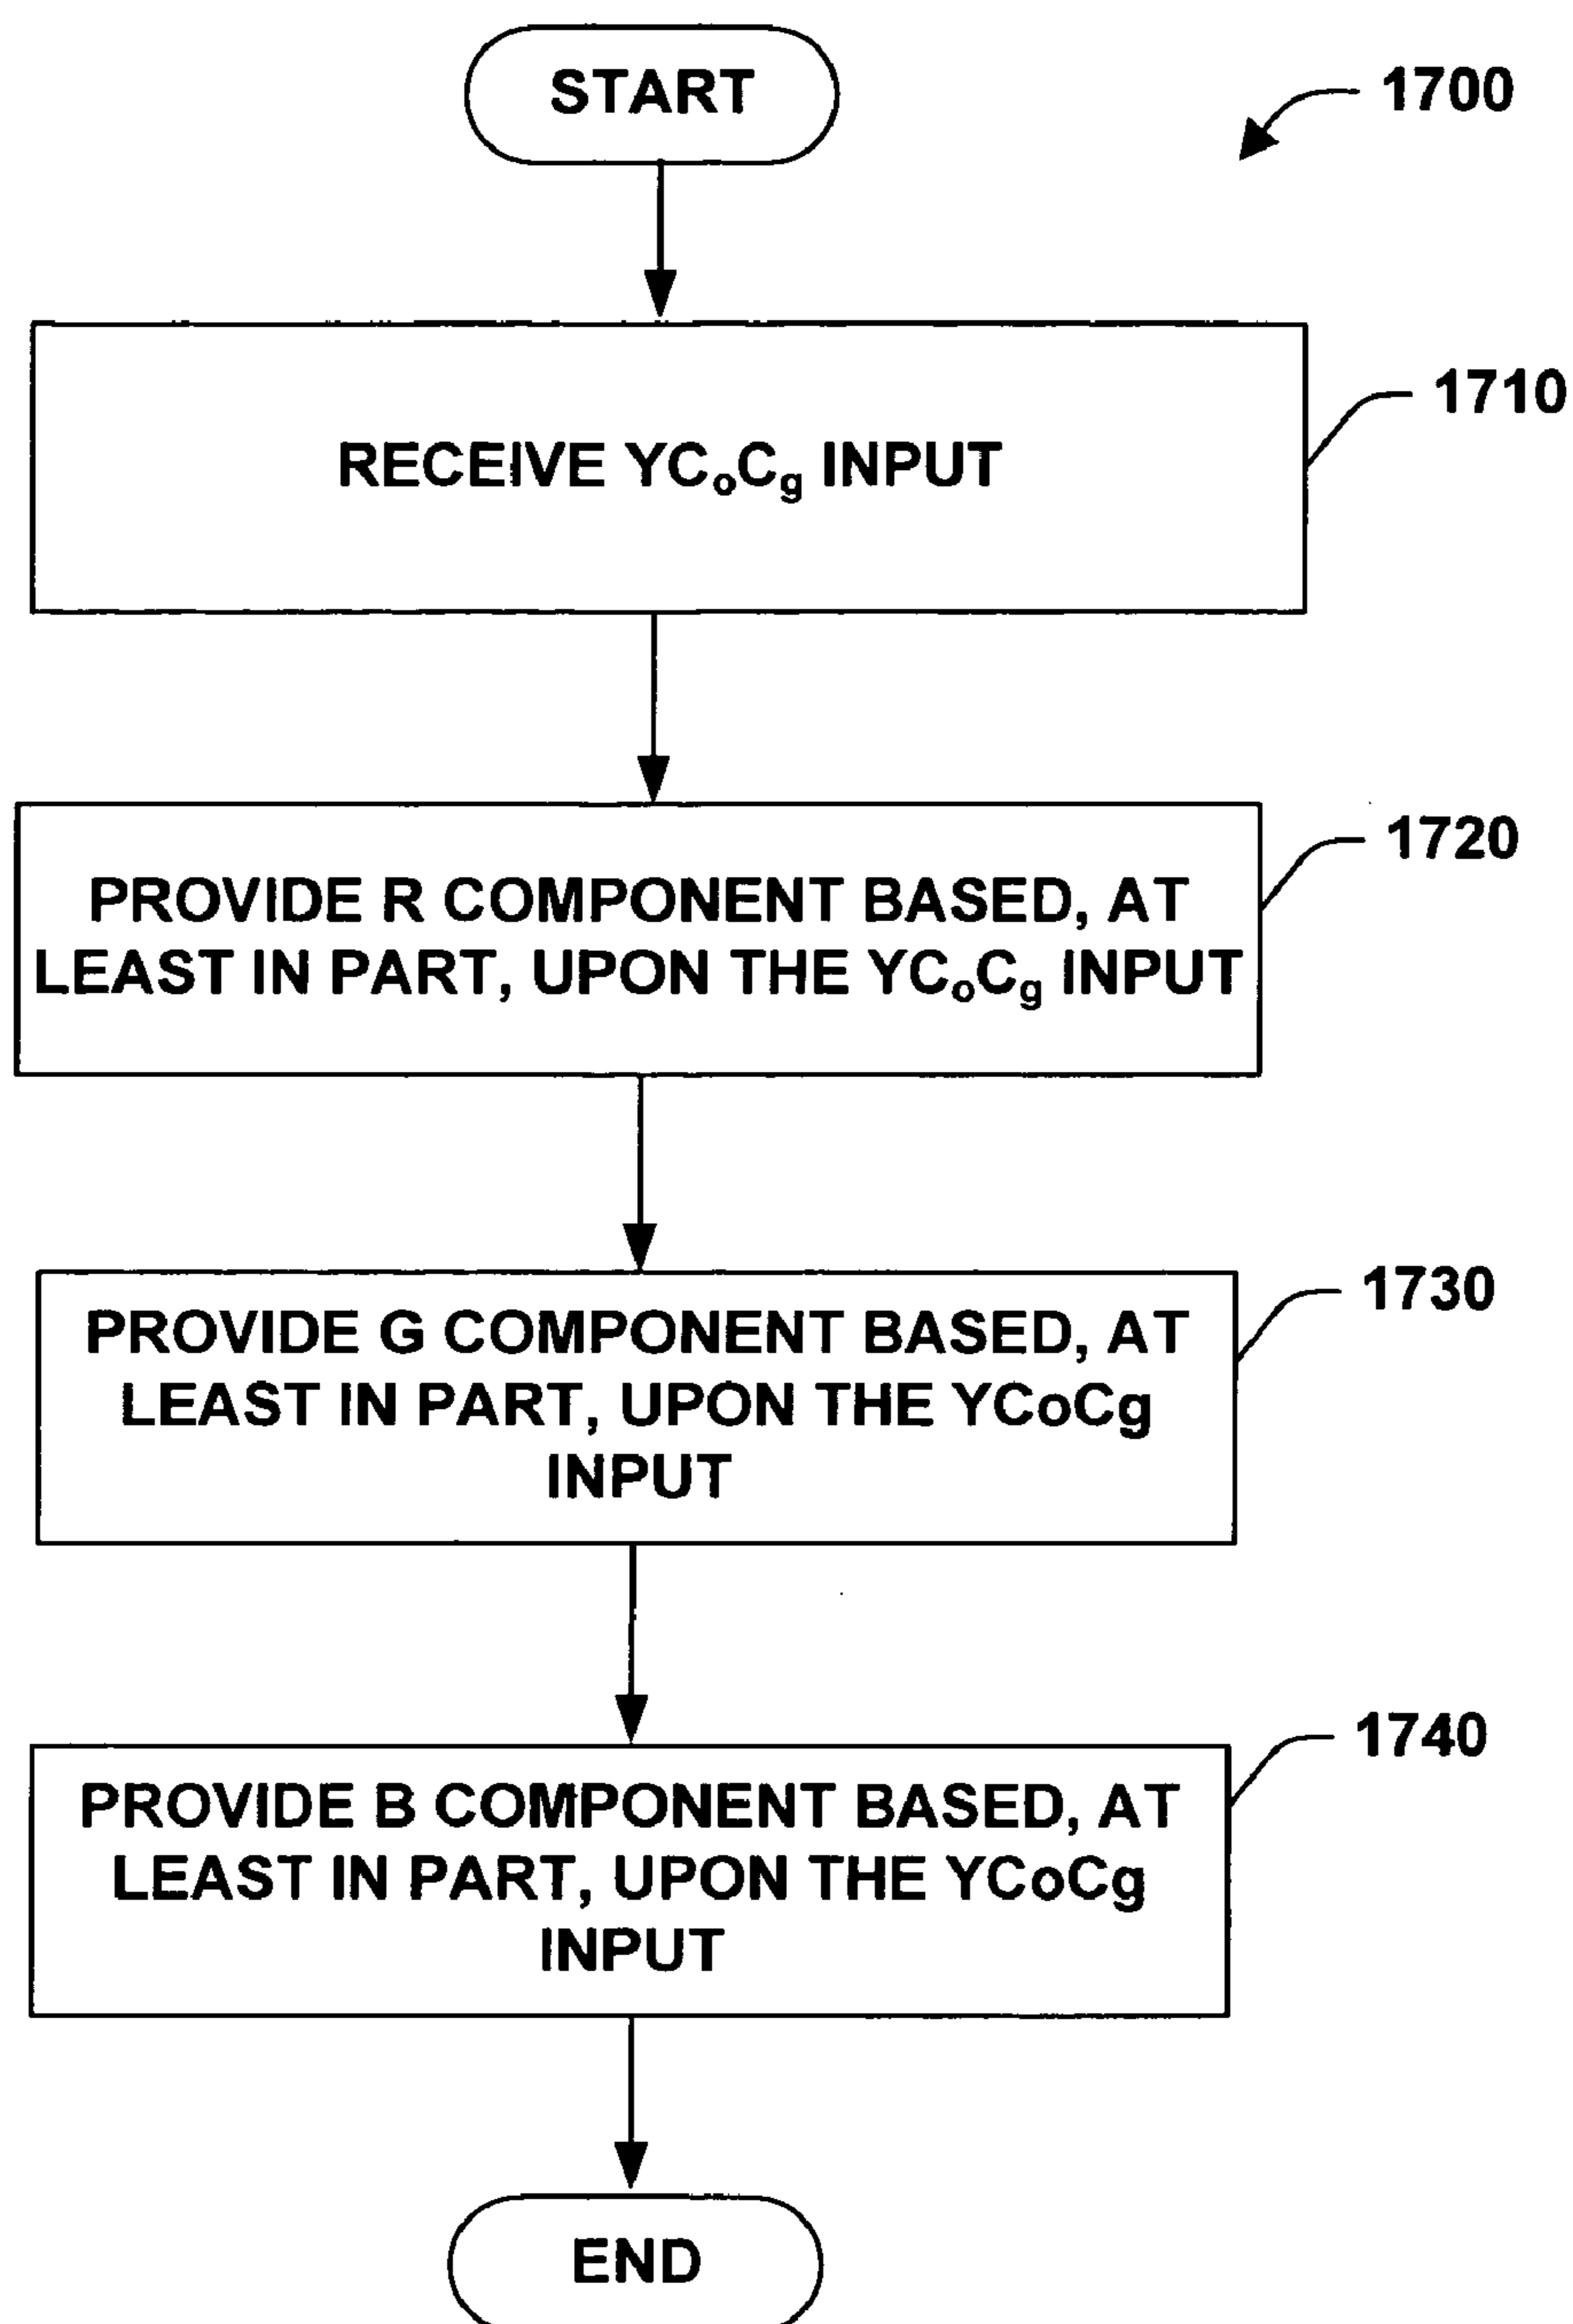 START
1700
RECEIVE YCoCg INPUT
1710
PROVIDE R COMPONENT BASED, AT
LEAST IN PART, UPON THE YCoCg INPUT
1720
PROVIDE G COMPONENT BASED, AT
LEAST IN PART, UPON THE YCoCg
INPUT
1730
PROVIDE B COMPONENT BASED, AT
LEAST IN PART, UPON THE YCoCg
INPUT
1740
END